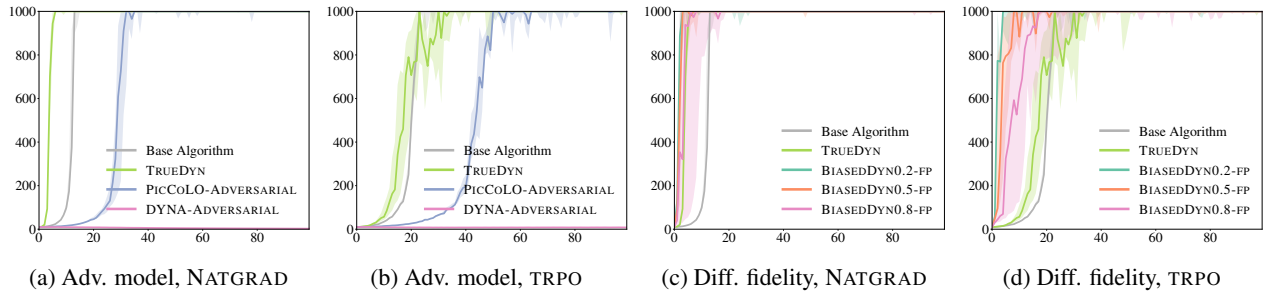 1000
800
600
400
200
0
0 20 40 60 80
Base Algorithm
TRUEDYN
PICCOLO-ADVERSARIAL
DYNA-ADVERSARIAL
(a) Adv. model, NATGRAD
1000
800
600
400
200
0
0 20 40 60 80
Base Algorithm
TRUEDYN
PICCOLO-ADVERSARIAL
DYNA-ADVERSARIAL
(b) Adv. model, TRPO
1000
800
600
400
200
0
0 20 40 60 80
Base Algorithm
TRUEDYN
BIASEDDYN0.2-FP
BIASEDDYN0.5-FP
BIASEDDYN0.8-FP
(c) Diff. fidelity, NATGRAD
1000
800
600
400
200
0
0 20 40 60 80
Base Algorithm
TRUEDYN
BIASEDDYN0.2-FP
BIASEDDYN0.5-FP
BIASEDDYN0.8-FP
(d) Diff. fidelity, TRPO